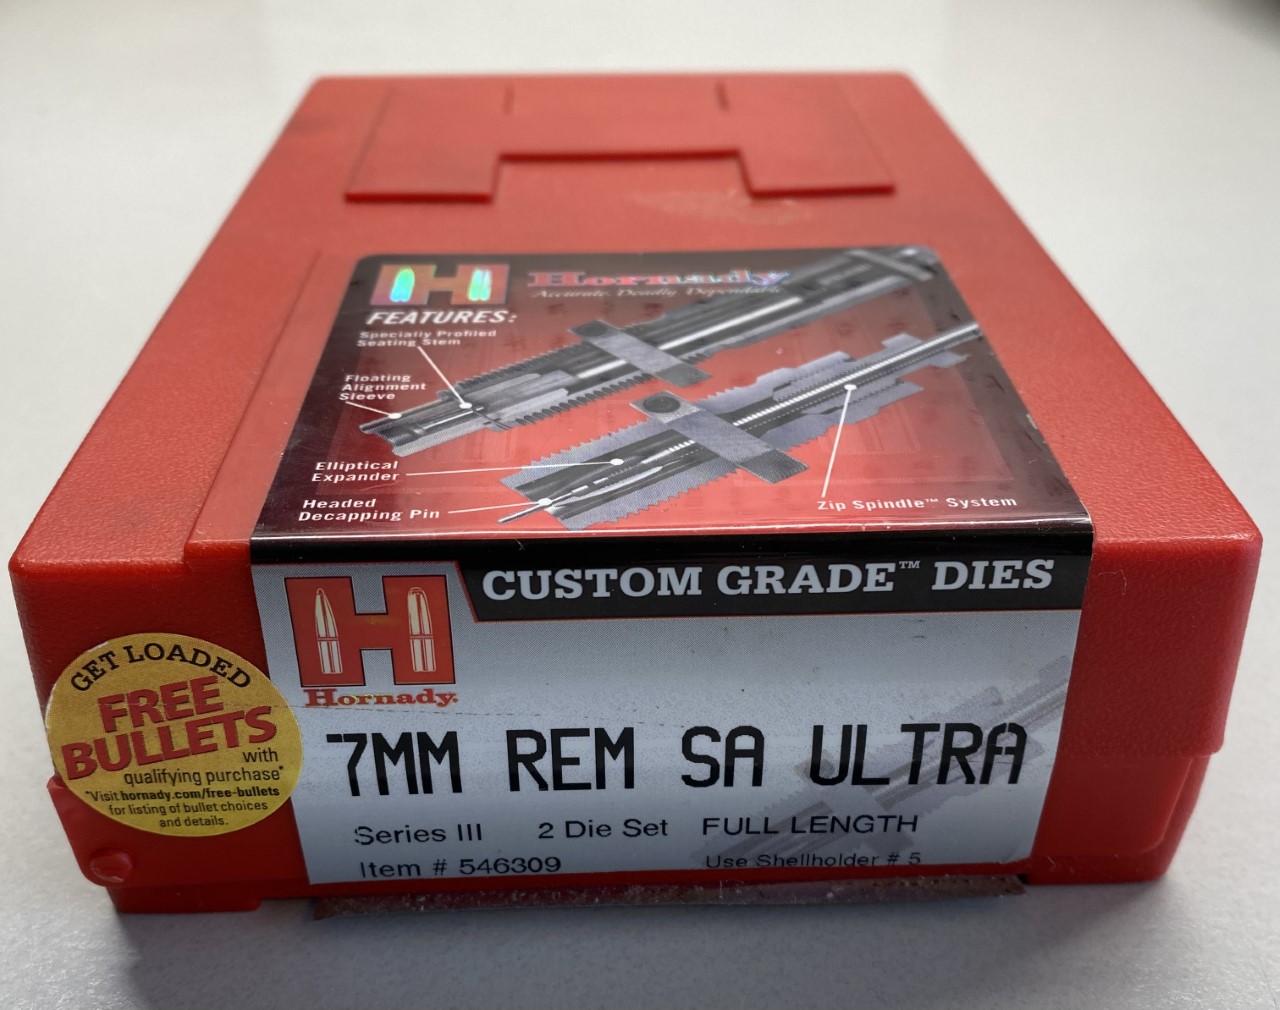 Hornady
Accurate. Deadly. Dependable.
FEATURES:
Specially Profiled
Seating Stem
Floating
Alignment
Sleeve
Elliptical
Expander
Headed
Decapping Pin
Zip Spindle™ System
CUSTOM GRADE™ DIES
Hornady.
7MM REM SA ULTRA
Series III 2 Die Set FULL LENGTH
Item # 546309 Use Shellholder # 5
GET LOADED
FREE
BULLETS
with
qualifying purchase*
*Visit hornady.com/free-bullets
for listing of bullet choices
and details.